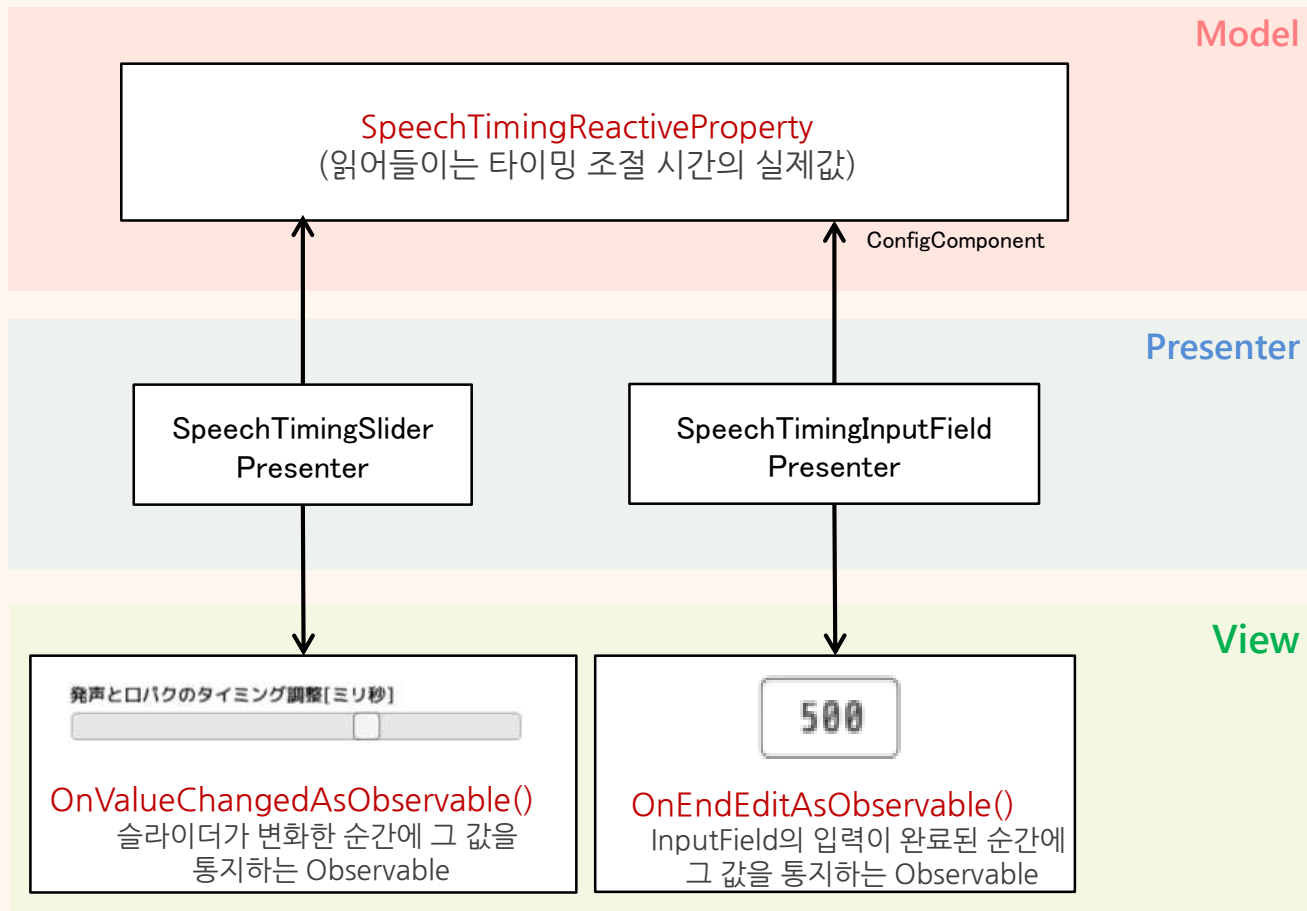 Model
SpeechTimingReactiveProperty
(읽어들이는 타이밍 조절 시간의 실제값)
ConfigComponent
Presenter
SpeechTimingSlider
Presenter
SpeechTimingInputField
Presenter
View
発声と口パクのタイミング調整[ミリ秒]
OnValueChangedAsObservable()
슬라이더가 변화한 순간에 그 값을
통지하는 Observable
500
OnEndEditAsObservable()
InputField의 입력이 완료된 순간에
그 값을 통지하는 Observable